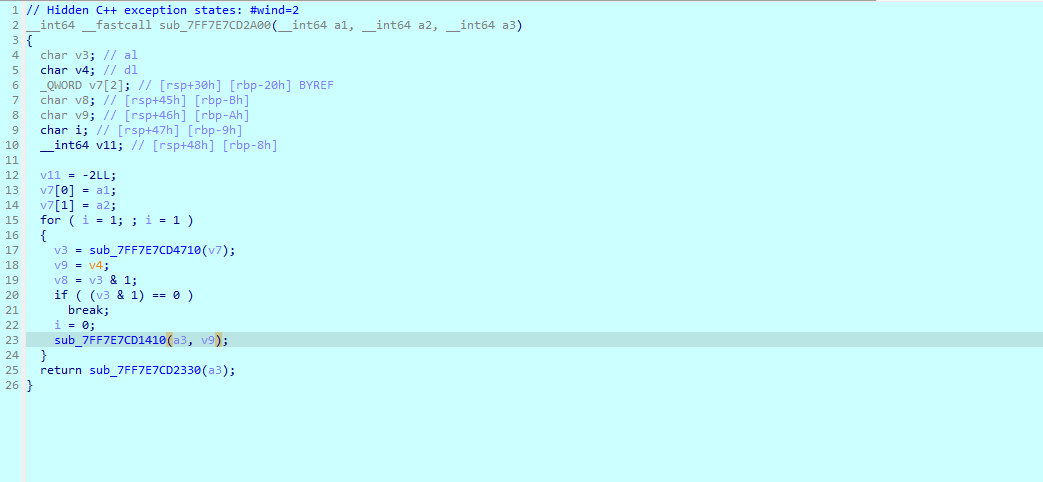 1 // Hidden C++ exception states: #wind=2
2 __int64 __fastcall sub_7FF7E7CD2A00(__int64 a1, __int64 a2, __int64 a3)
3 {
4   char v3; // al
5   char v4; // dl
6   _QWORD v7[2]; // [rsp+30h] [rbp-20h] BYREF
7   char v8; // [rsp+45h] [rbp-Bh]
8   char v9; // [rsp+46h] [rbp-Ah]
9   char i; // [rsp+47h] [rbp-9h]
10   __int64 v11; // [rsp+48h] [rbp-8h]
11
12   v11 = -2LL;
13   v7[0] = a1;
14   v7[1] = a2;
15   for ( i = 1; ; i = 1 )
16   {
17     v3 = sub_7FF7E7CD4710(v7);
18     v9 = v4;
19     v8 = v3 & 1;
20     if ( (v3 & 1) == 0 )
21       break;
22     i = 0;
23     sub_7FF7E7CD1410(a3, v9);
24   }
25   return sub_7FF7E7CD2330(a3);
26 }